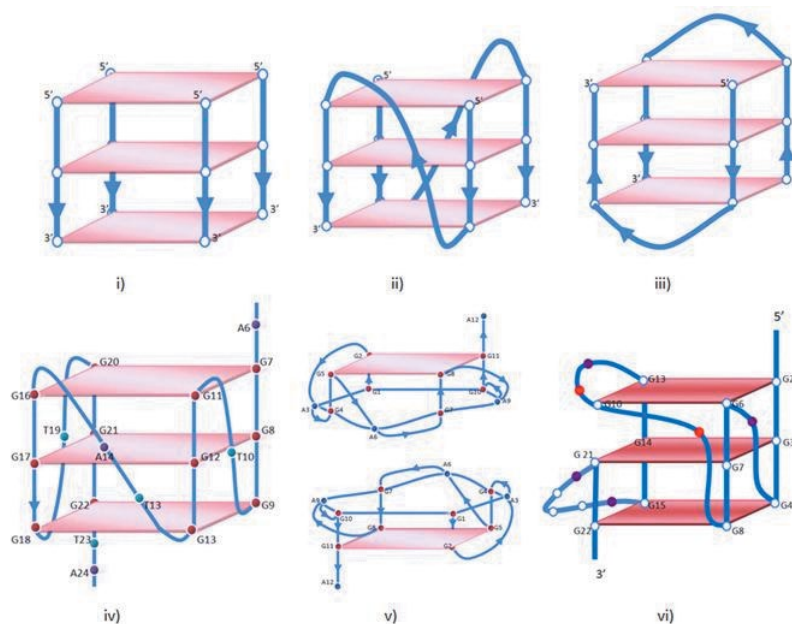 5'
5'
5'
5'
3'
3'
3'
3'
i)
5'
5'
3'
3'
3'
ii)
3'
5'
3'
iii)
A6
G20
G7
G16
G11
T19
G21
G8
A14
T10
G17
G12
G22
G9
T13
G18
G13
T23
A24
iv)
A12
G2
G11
G5
G8
G1
G10
A3
G4
A9
G7
A6
A6
G7
G4
A9
A3
G10
G1
G8
G5
G11
G2
A12
v)
5'
G13
G2
G10
G6
G14
G3
G 21
G7
G15
G4
G22
G8
3'
vi)